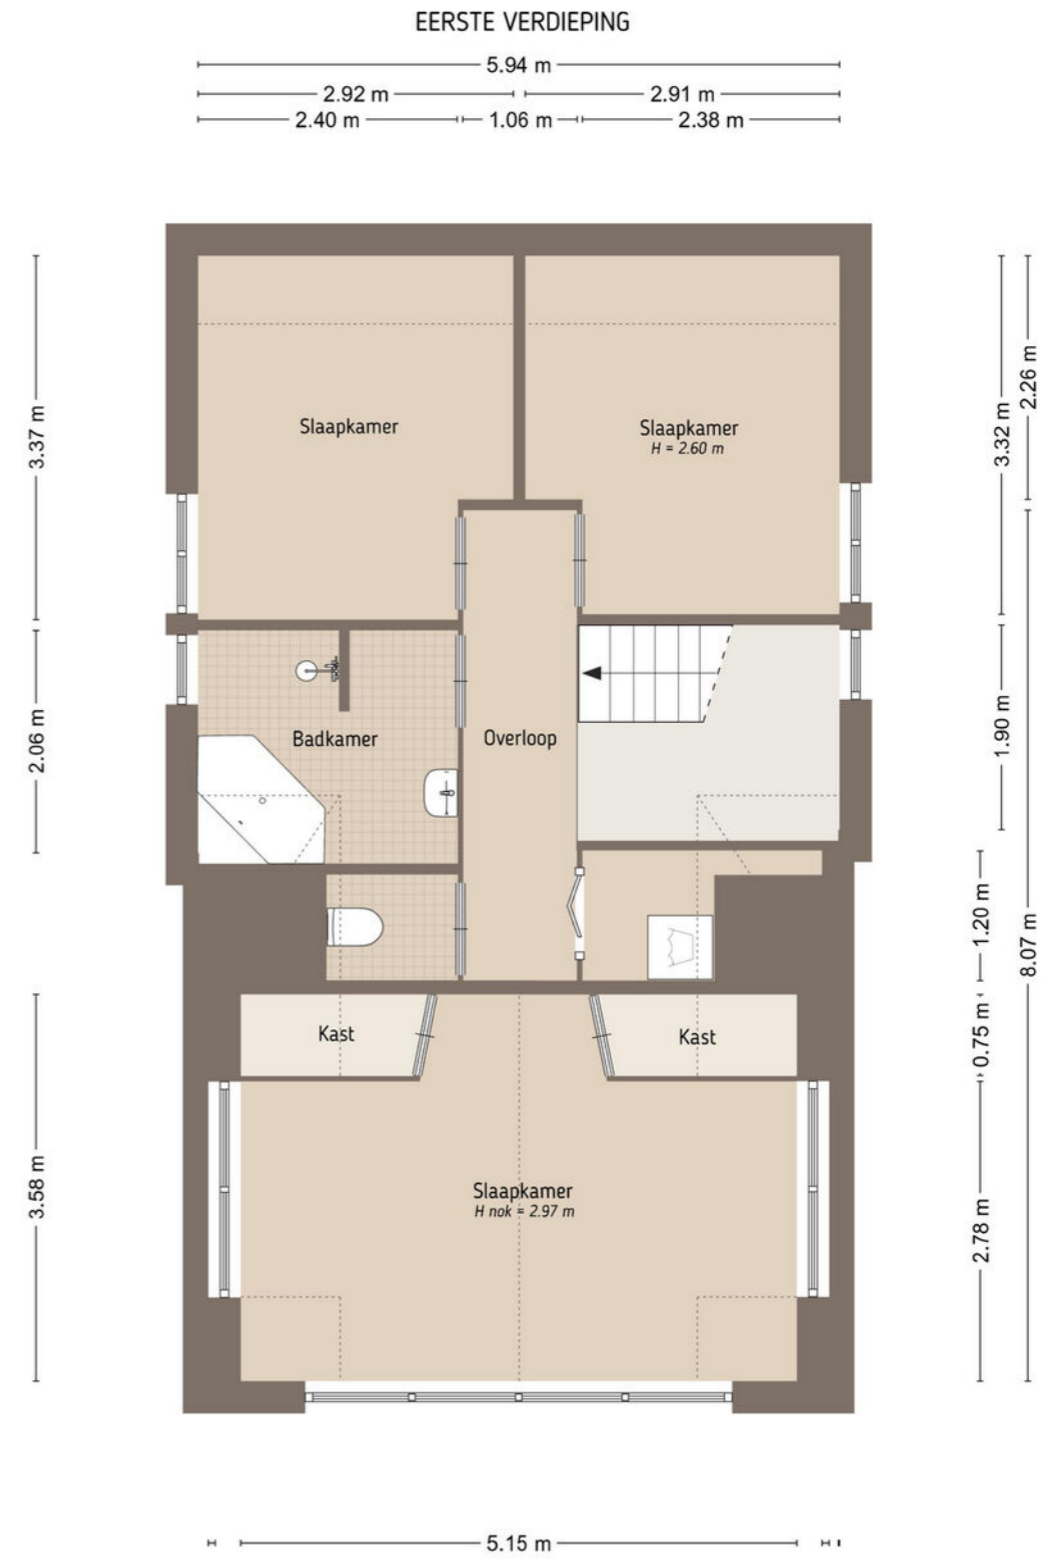 EERSTE VERDIEPING
5.94 m
2.92 m
2.91 m
2.40 m
1.06 m
2.38 m
3.37 m
2.06 m
3.58 m
Slaapkamer
Slaapkamer
H = 2.60 m
Badkamer
Overloop
Kast
Kast
Slaapkamer
H nok = 2.97 m
2.26 m
3.32 m
1.90 m
1.20 m
8.07 m
0.75 m
2.78 m
5.15 m